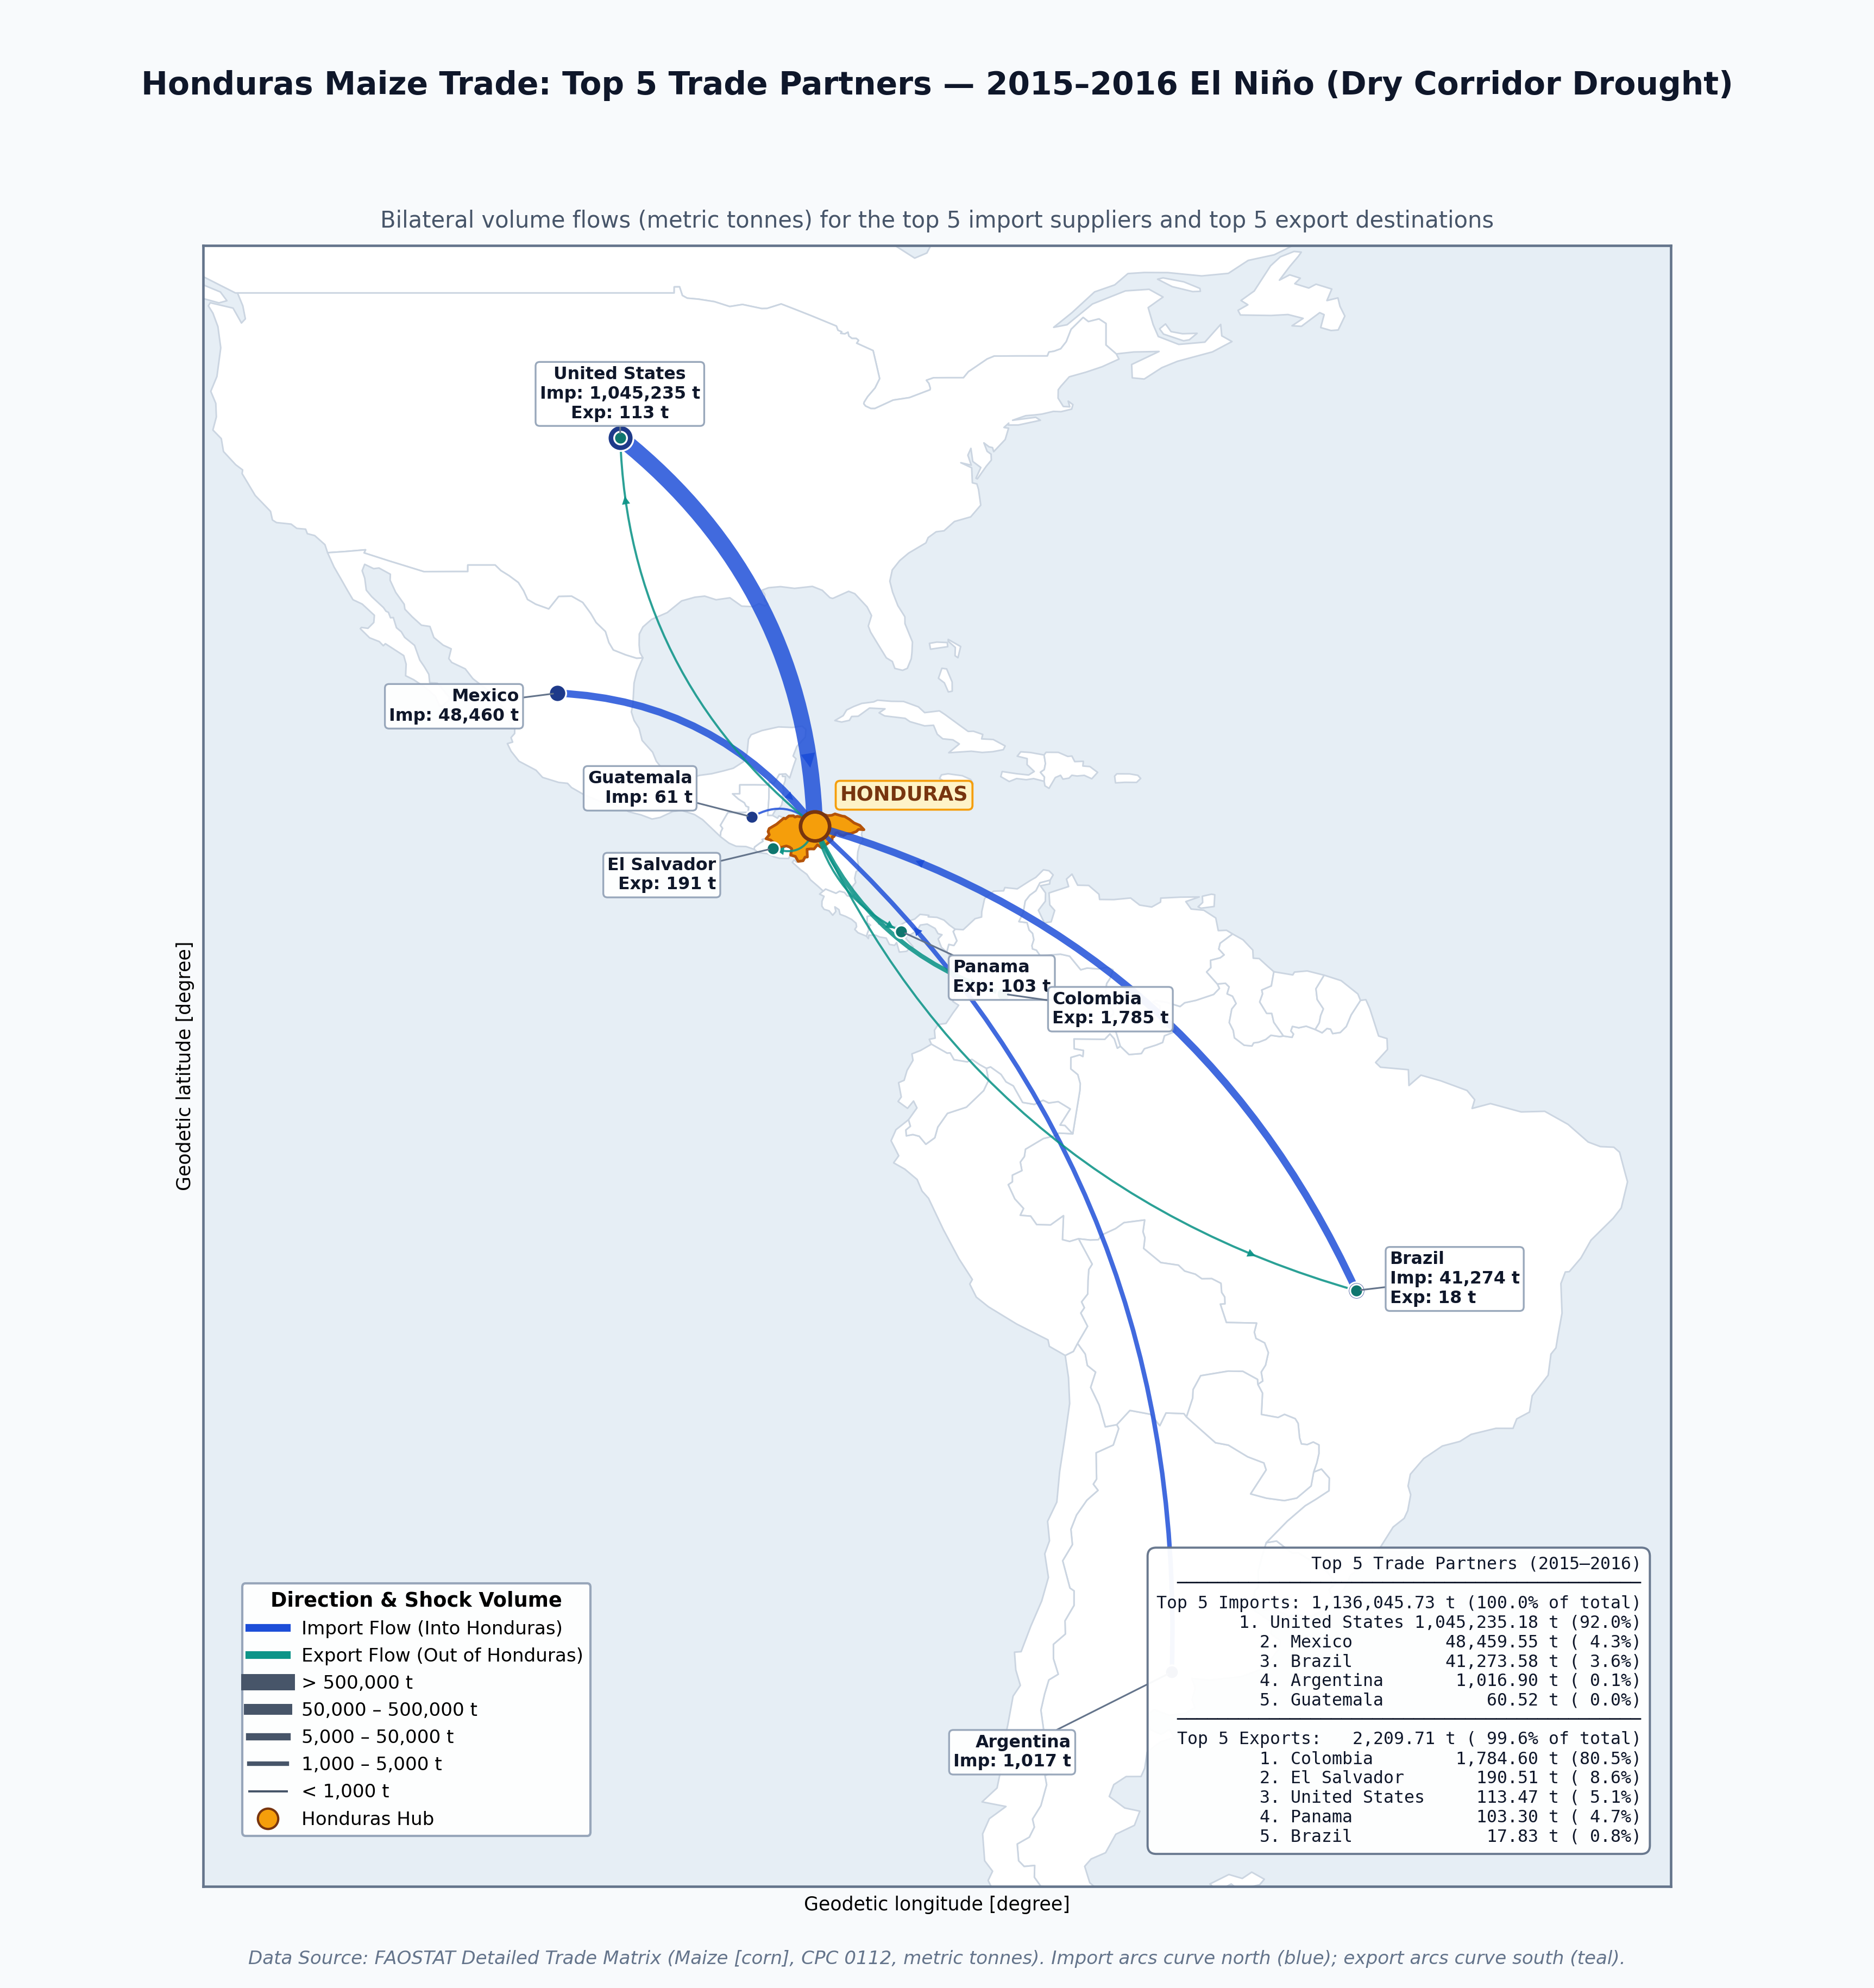 Honduras Maize Trade: Top 5 Trade Partners — 2015–2016 El Niño (Dry Corridor Drought)
Bilateral volume flows (metric tonnes) for the top 5 import suppliers and top 5 export destinations
United States
Imp: 1,045,235 t
Exp: 113 t
Mexico
Imp: 48,460 t
Guatemala
Imp: 61 t
HONDURAS
El Salvador
Exp: 191 t
Panama
Exp: 103 t
Colombia
Exp: 1,785 t
Brazil
Imp: 41,274 t
Exp: 18 t
Argentina
Imp: 1,017 t
Geodetic latitude [degree]
Direction & Shock Volume
Import Flow (Into Honduras)
Export Flow (Out of Honduras)
> 500,000 t
50,000 – 500,000 t
5,000 – 50,000 t
1,000 – 5,000 t
< 1,000 t
Honduras Hub
Top 5 Trade Partners (2015–2016)
Top 5 Imports: 1,136,045.73 t (100.0% of total)
1. United States 1,045,235.18 t (92.0%)
2. Mexico 48,459.55 t ( 4.3%)
3. Brazil 41,273.58 t ( 3.6%)
4. Argentina 1,016.90 t ( 0.1%)
5. Guatemala 60.52 t ( 0.0%)
Top 5 Exports: 2,209.71 t ( 99.6% of total)
1. Colombia 1,784.60 t (80.5%)
2. El Salvador 190.51 t ( 8.6%)
3. United States 113.47 t ( 5.1%)
4. Panama 103.30 t ( 4.7%)
5. Brazil 17.83 t ( 0.8%)
Geodetic longitude [degree]
Data Source: FAOSTAT Detailed Trade Matrix (Maize [corn], CPC 0112, metric tonnes). Import arcs curve north (blue); export arcs curve south (teal).